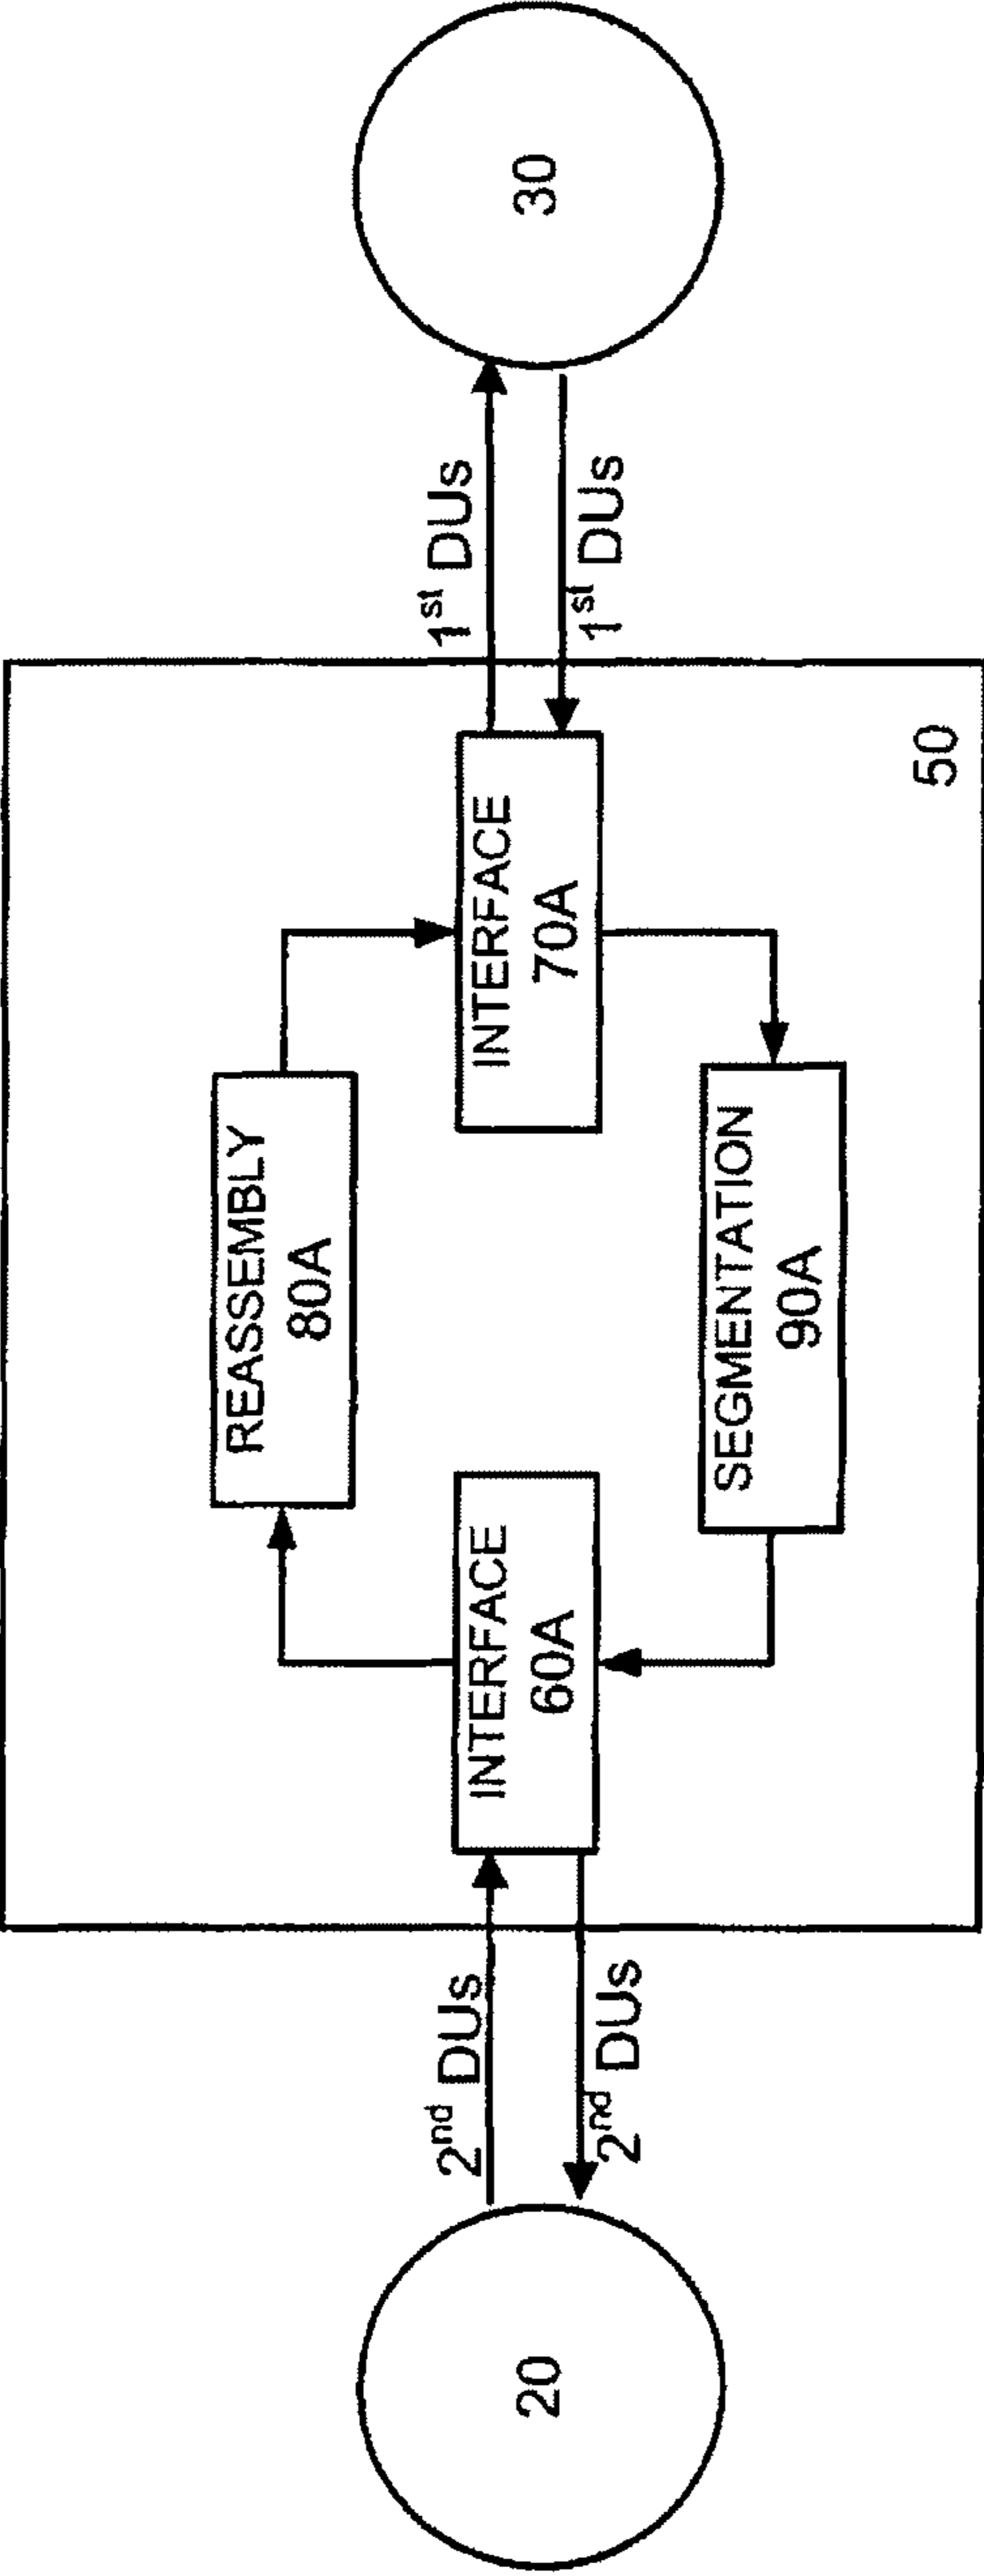 20
2nd DUs
2nd DUs
INTERFACE
60A
REASSEMBLY
80A
SEGMENTATION
90A
INTERFACE
70A
50
1st DUs
1st DUs
30